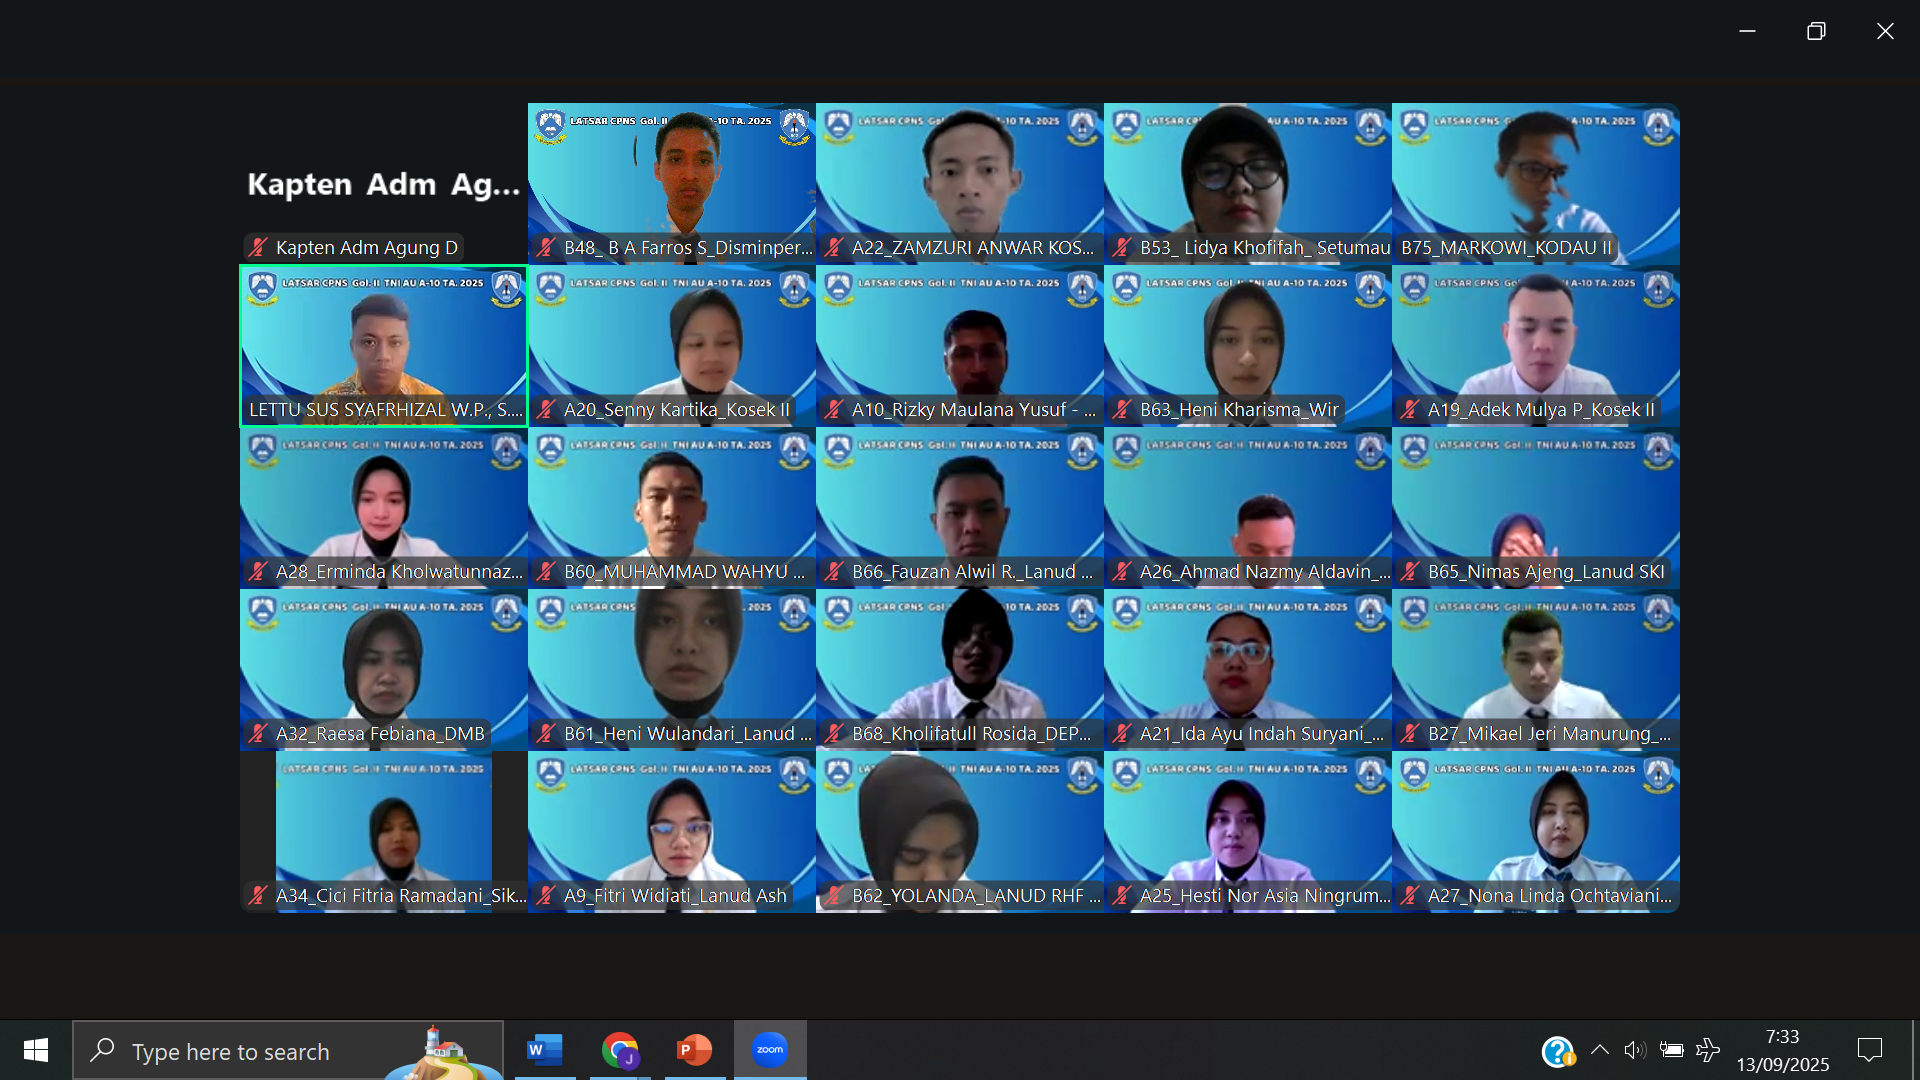 Kapten Adm Ag...
Kapten Adm Agung D
LATSAR CPNS Gol. II -10 TA. 2025
B48_ B A Farros S_Disminper...
LATSAR CPNS -10 TA. 2025
A22_ZAMZURI ANWAR KOS...
LATSAR CP AU A-10 TA. 2025
B53_ Lidya Khofifah_ Setumau
LATSAR CPNS AU A-10 TA. 2025
B75_MARKOWI_KODAU II
LATSAR CPNS Gol. II TNI AU A-10 TA. 2025
LETTU SUS SYAFRHIZAL W.P., S....
LATSAR CPNS Gol. II TNI AU A-10 TA. 2025
A20_Senny Kartika_Kosek II
LATSAR CPNS Gol. II TNI AU A-10 TA. 2025
A10_Rizky Maulana Yusuf - ...
LATSAR CPNS Gol. II TNI AU A-10 TA. 2025
B63_Heni Kharisma_Wir
LATSAR CPNS Go NI AU A-10 TA. 2025
A19_Adek Mulya P_Kosek II
LATSAR CPNS Gol. II TNI AU A-10 TA. 2025
A28_Erminda Kholwatunnaz...
LATSAR CPNS Gol. II TNI AU A-10 TA. 2025
B60_MUHAMMAD WAHYU ...
LATSAR CPNS Gol. II TNI AU A-10 TA. 2025
B66_Fauzan Alwil R._Lanud ...
LATSAR CPNS Gol. II TNI AU A-10 TA. 2025
A26_Ahmad Nazmy Aldavin_...
LATSAR CPNS Gol. II TNI AU A-10 TA. 2025
B65_Nimas Ajeng_Lanud SKI
LATSAR CPNS Gol. II TNI AU A-10 TA. 2025
A32_Raesa Febiana_DMB
LATSAR CPNS . 2025
B61_Heni Wulandari_Lanud ...
LATSAR CPNS Gol. 10 TA. 2025
B68_Kholifatull Rosida_DEP...
LATSAR CPNS Gol. II TNI AU A-10 TA. 2025
A21_Ida Ayu Indah Suryani_...
LATSAR CPNS Gol. II TNI AU A-10 TA. 2025
B27_Mikael Jeri Manurung_...
LATSAR CPNS Gol. II TNI AU A-10 TA. 2025
A34_Cici Fitria Ramadani_Sik...
LATSAR CPNS Gol. II TNI AU A-10 TA. 2025
A9_Fitri Widiati_Lanud Ash
TNI AU A-10 TA. 2025
B62_YOLANDA_LANUD RHF ...
LATSAR CPNS Gol. II TNI AU A-10 TA. 2025
A25_Hesti Nor Asia Ningrum...
LATSAR CPNS Gol. II TNI AU A-10 TA. 2025
A27_Nona Linda Ochtaviani...
Type here to search
W
J
P
zoom
7:33
13/09/2025